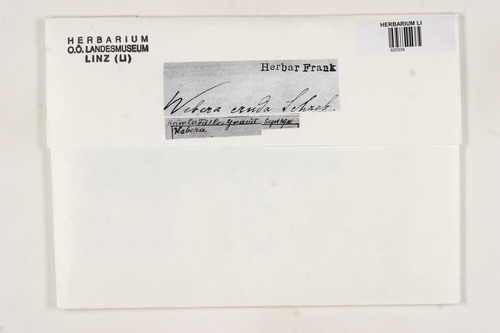 HERBARIUM
O.Ö. LANDESMUSEUM
LINZ (LI)
HERBARIUM LI
Herbar Frank
Webera cruda Schreb.
Webera